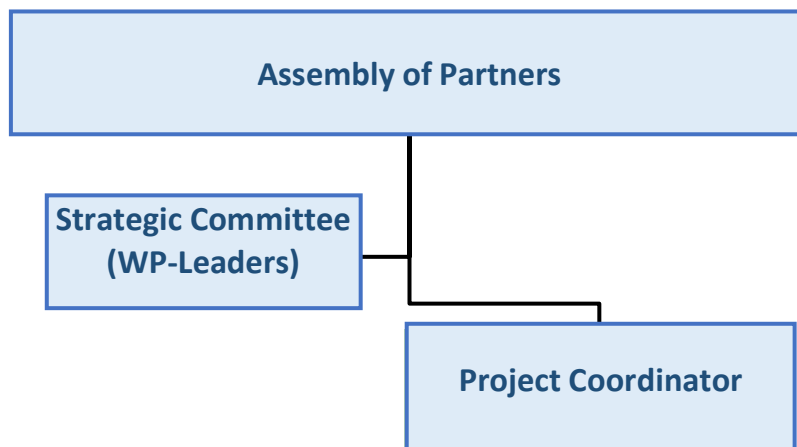 Assembly of Partners
Strategic Committee
(WP-Leaders)
Project Coordinator